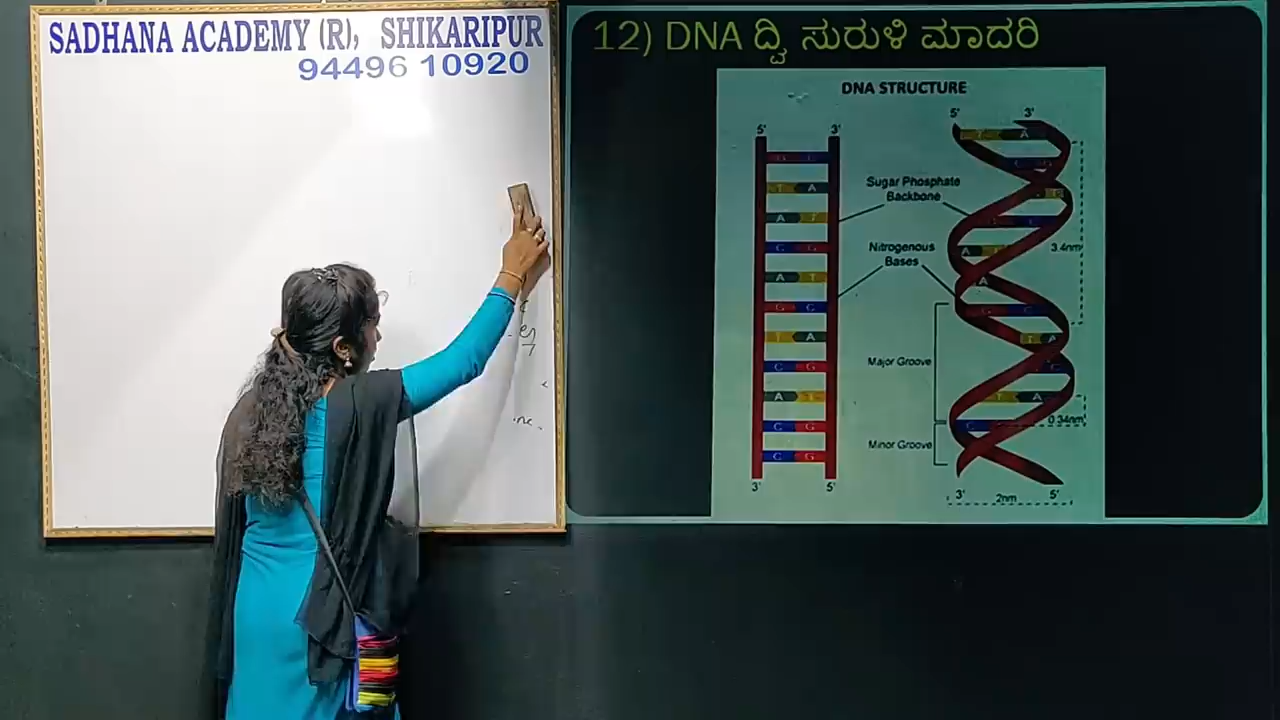 SADHANA ACADEMY (R), SHIKARIPUR
94496 10920
12) DNA ದ್ವಿ ಸುರುಳಿ ಮಾದರಿ
DNA STRUCTURE
5' 3'
5' 3'
T A
C G
T A
A T
C G
A T
G C
T A
C G
A
C G
C G
3' 5'
Sugar Phosphate
Backbone
Nitrogenous
Bases
Major Groove
Minor Groove
3.4nm
0.34nm
A
A
T A
T A
C
3' 2nm 5'